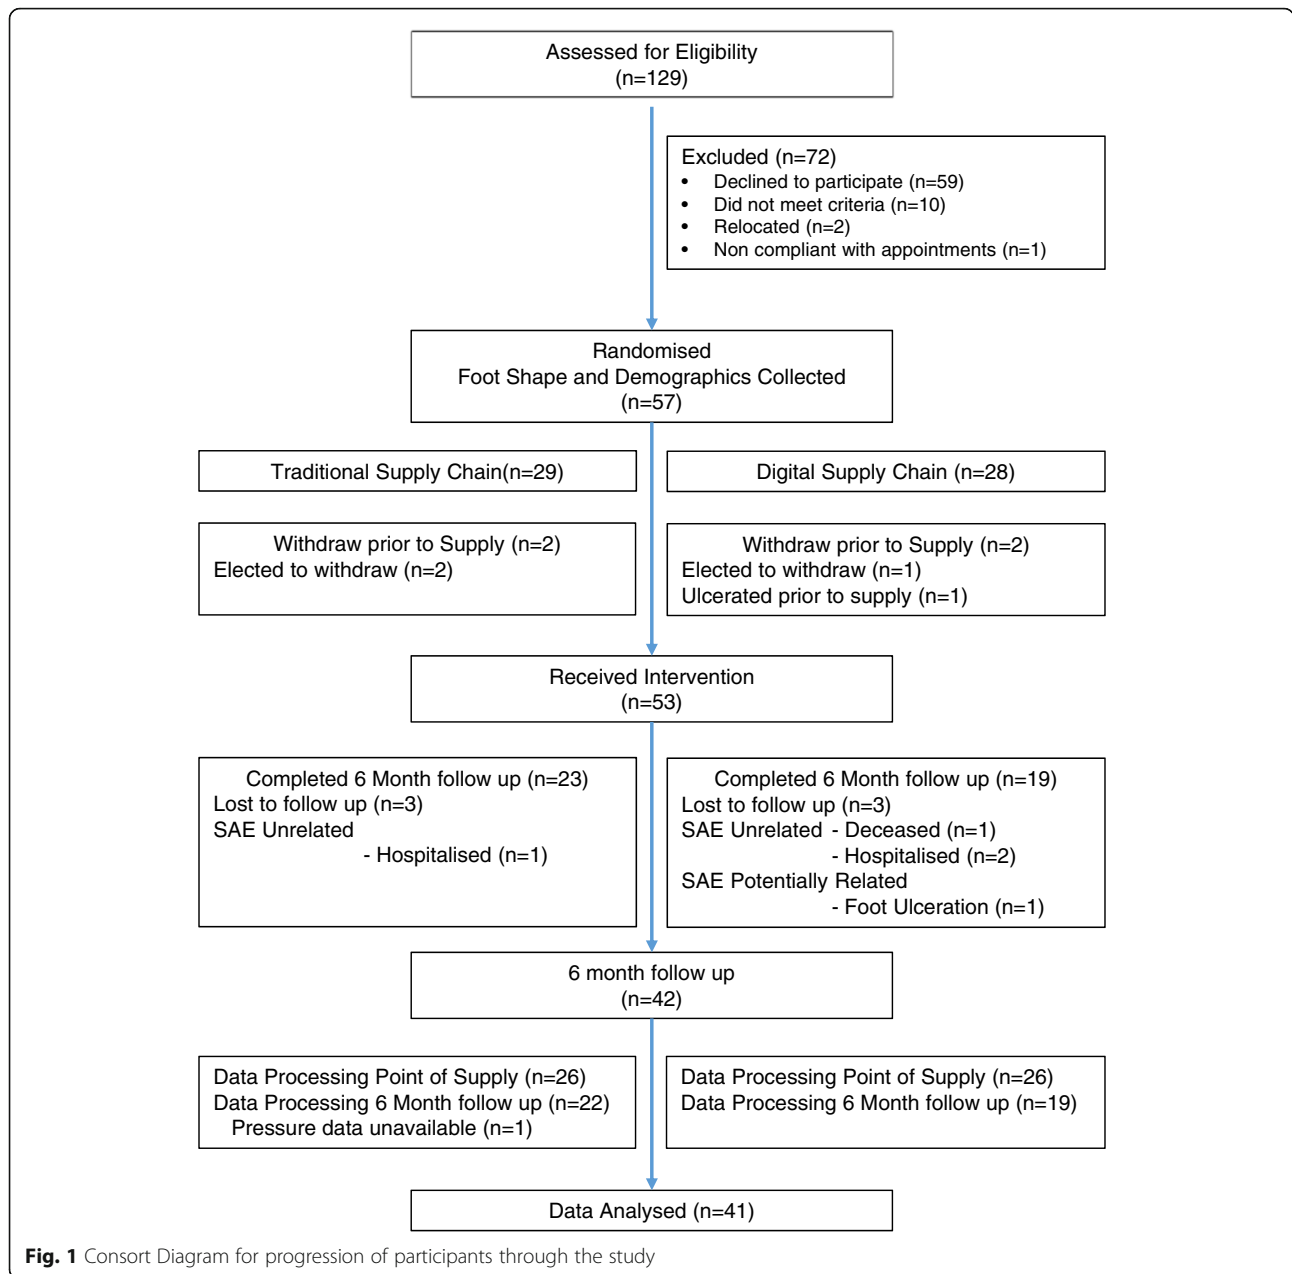 Assessed for Eligibility
(n=129)
Excluded (n=72)
• Declined to participate (n=59)
• Did not meet criteria (n=10)
• Relocated (n=2)
• Non compliant with appointments (n=1)
Randomised
Foot Shape and Demographics Collected
(n=57)
Traditional Supply Chain(n=29)
Digital Supply Chain (n=28)
Withdraw prior to Supply (n=2)
Elected to withdraw (n=2)
Withdraw prior to Supply (n=2)
Elected to withdraw (n=1)
Ulcerated prior to supply (n=1)
Received Intervention
(n=53)
Completed 6 Month follow up (n=23)
Lost to follow up (n=3)
SAE Unrelated
- Hospitalised (n=1)
Completed 6 Month follow up (n=19)
Lost to follow up (n=3)
SAE Unrelated - Deceased (n=1)
- Hospitalised (n=2)
SAE Potentially Related
- Foot Ulceration (n=1)
6 month follow up
(n=42)
Data Processing Point of Supply (n=26)
Data Processing 6 Month follow up (n=22)
Pressure data unavailable (n=1)
Data Processing Point of Supply (n=26)
Data Processing 6 Month follow up (n=19)
Data Analysed (n=41)
Fig. 1 Consort Diagram for progression of participants through the study